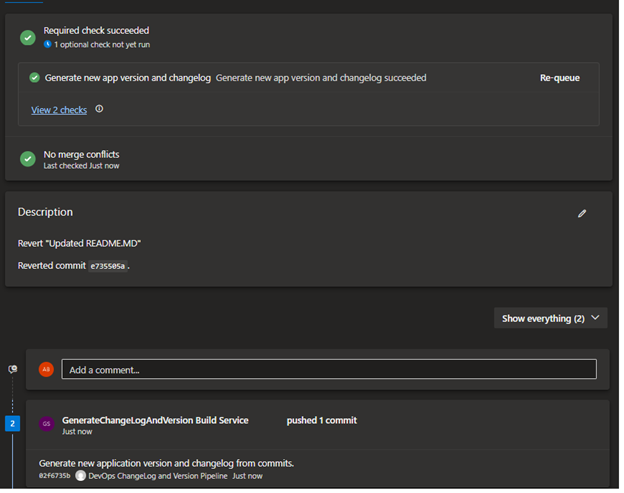 Required check succeeded
1 optional check not yet run
Generate new app version and changelog Generate new app version and changelog succeeded Re-queue
View 2 checks
No merge conflicts
Last checked Just now
Description
Revert "Updated README.MD"
Reverted commit e735505a.
Show everything (2)
AB
Add a comment...
2
GS
GenerateChangeLogAndVersion Build Service pushed 1 commit
Just now
Generate new application version and changelog from commits.
02f6735b DevOps ChangeLog and Version Pipeline Just now